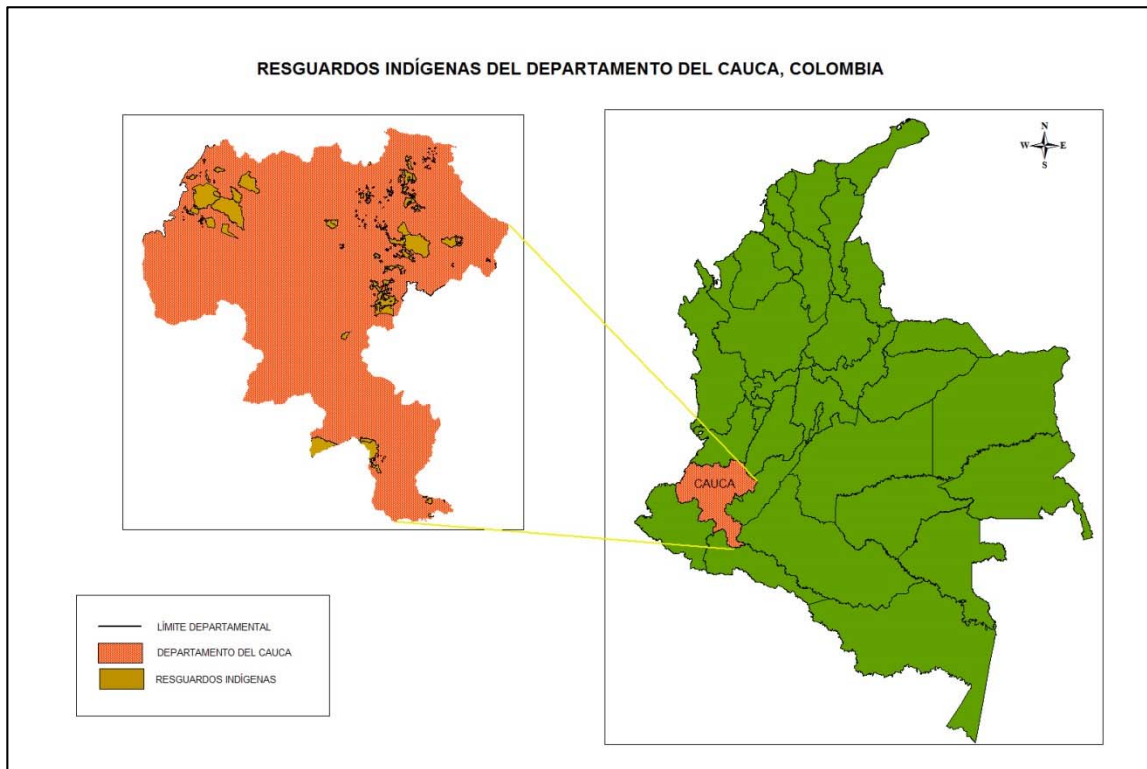 RESGUARDOS INDÍGENAS DEL DEPARTAMENTO DEL CAUCA, COLOMBIA
N
W E
S
CAUCA
LÍMITE DEPARTAMENTAL
DEPARTAMENTO DEL CAUCA
RESGUARDOS INDÍGENAS